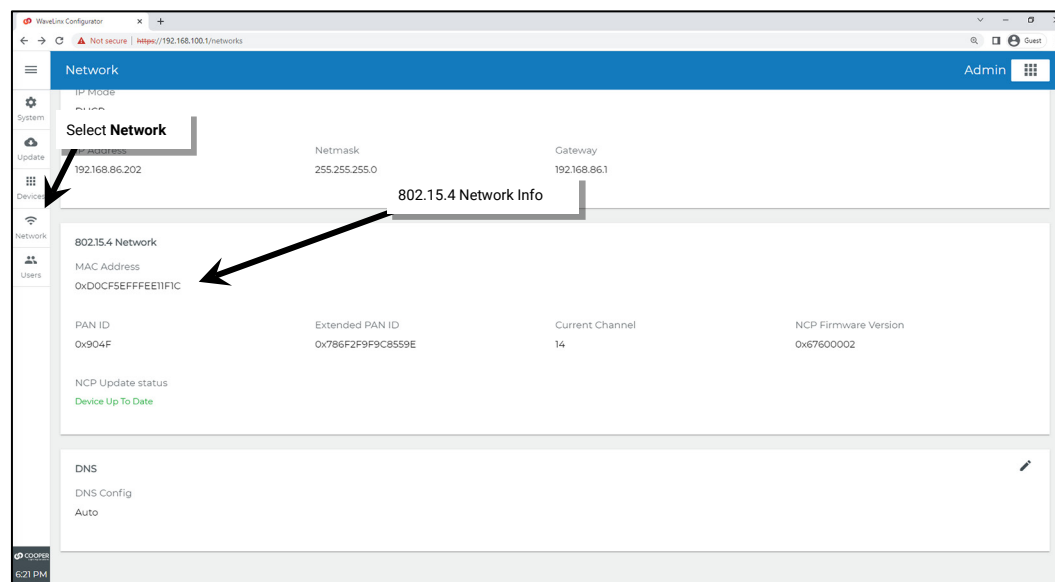 WaveLinx Configurator
Not secure | https://192.168.100.1/networks
Guest
Network
Admin
IP Mode
DHCP
System
Select Network
Update
IP Address
Netmask
Gateway
192.168.86.202
255.255.255.0
192.168.86.1
Devices
802.15.4 Network Info
Network
802.15.4 Network
MAC Address
Users
0xD0CF5EFFFEE11F1C
PAN ID
Extended PAN ID
Current Channel
NCP Firmware Version
0x904F
0x786F2F9F9C8559E
14
0x67600002
NCP Update status
Device Up To Date
DNS
DNS Config
Auto
COOPER
6:21 PM